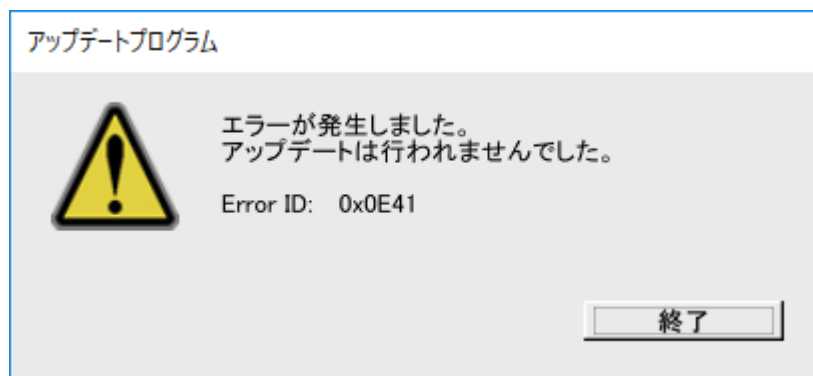 アップデートプログラム
エラーが発生しました。
アップデートは行われませんでした。
Error ID: 0x0E41
終了